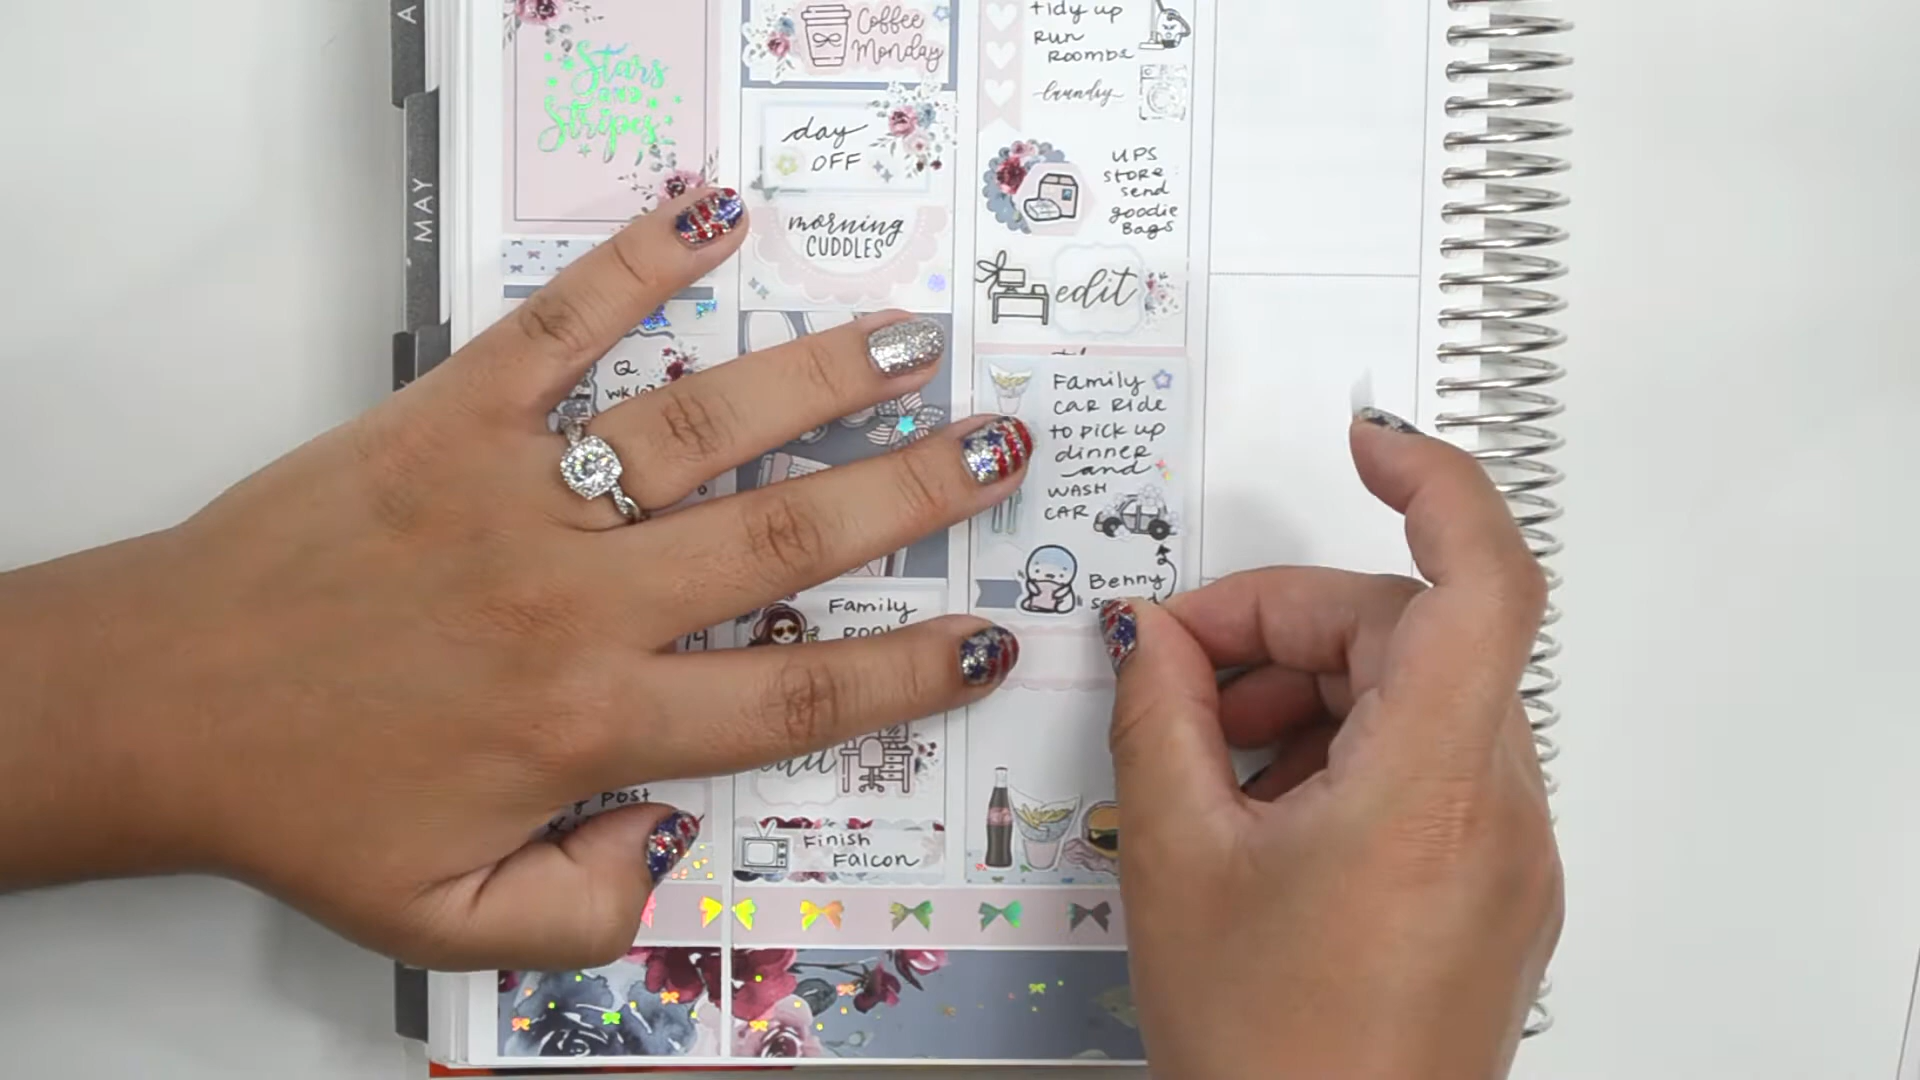 A
MAY
Stars
and
Stripes
Q.
14
Post
Coffee
Monday
day
OFF
morning
CUDDLES
Family
Finish
Falcon
tidy up
RUN
ROOMBA
laundry
UPS
STORE
send
goodie
BAgs
edit
Family
CAR RIDE
to pick up
dinner
and
WASH
CAR
Benny